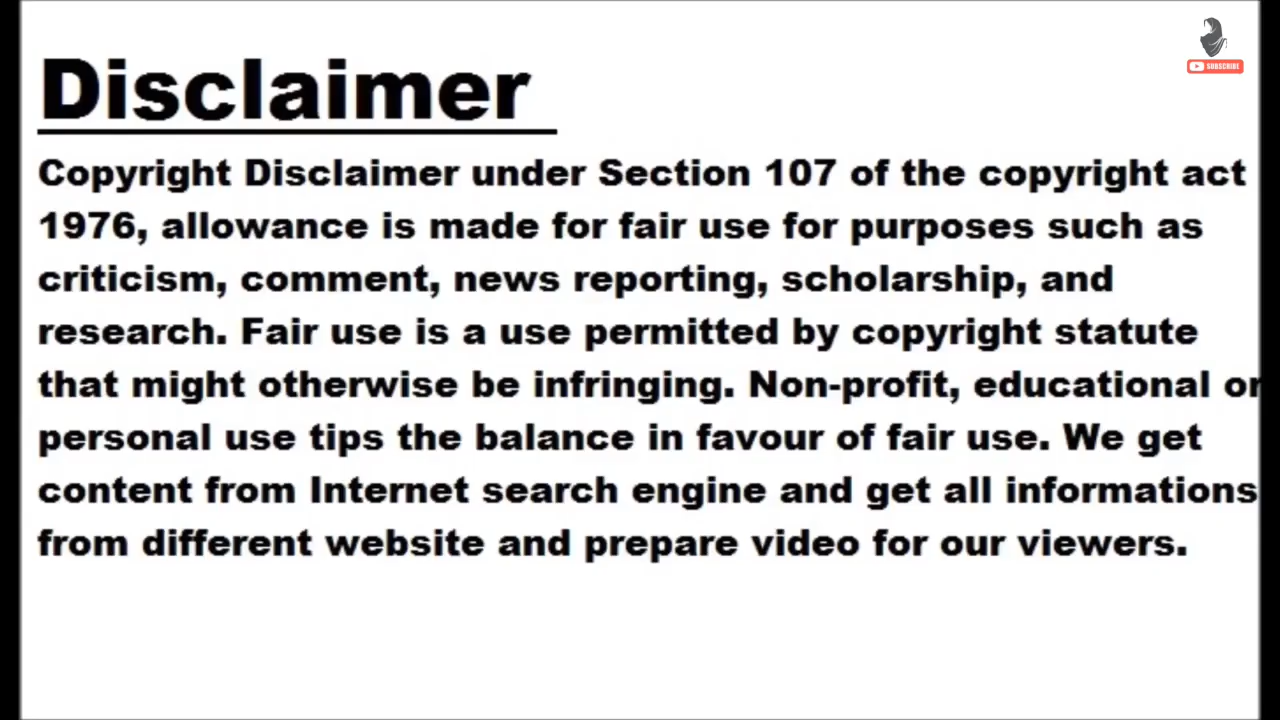 SUBSCRIBE
Disclaimer
Copyright Disclaimer under Section 107 of the copyright act
1976, allowance is made for fair use for purposes such as
criticism, comment, news reporting, scholarship, and
research. Fair use is a use permitted by copyright statute
that might otherwise be infringing. Non-profit, educational or
personal use tips the balance in favour of fair use. We get
content from Internet search engine and get all informations
from different website and prepare video for our viewers.